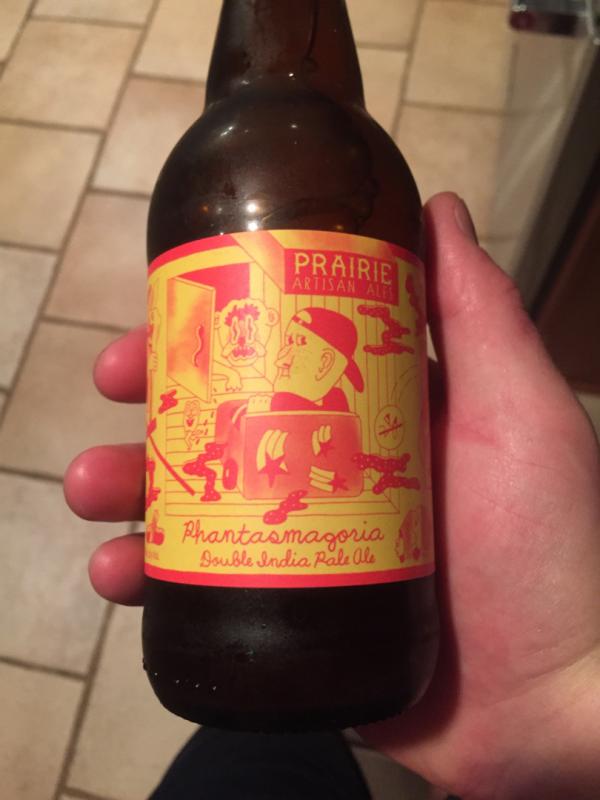 PRAIRIE
ARTISAN ALES
Phantasmagoria
Double India Pale Ale